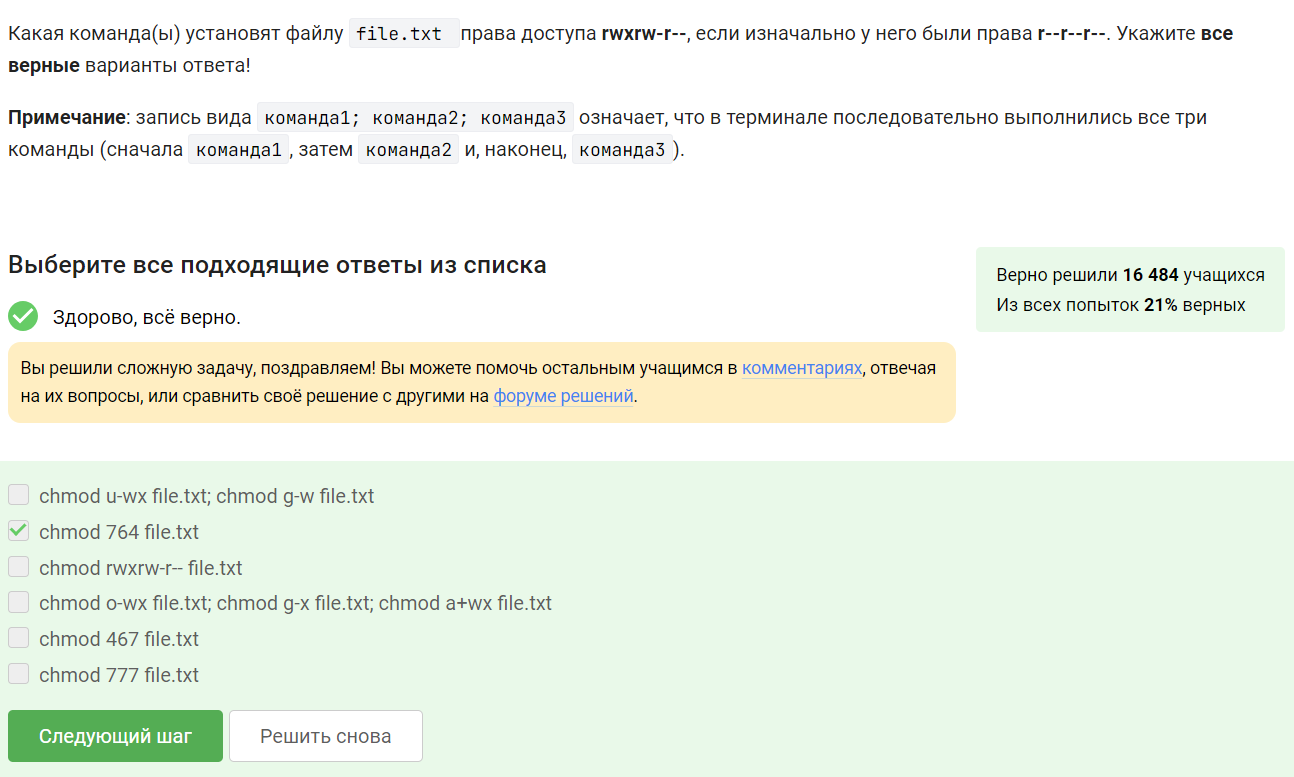 Какая команда(ы) установят файлу file.txt права доступа rwxrw-r--, если изначально у него были права r--r--r--. Укажите все
верные варианты ответа!
Примечание: запись вида команда1; команда2; команда3 означает, что в терминале последовательно выполнились все три
команды (сначала команда1, затем команда2 и, наконец, команда3).
Выберите все подходящие ответы из списка
Верно решили 16 484 учащихся
Из всех попыток 21% верных
Здорово, всё верно.
Вы решили сложную задачу, поздравляем! Вы можете помочь остальным учащимся в комментариях, отвечая
на их вопросы, или сравнить своё решение с другими на форуме решений.
chmod u-wx file.txt; chmod g-w file.txt
chmod 764 file.txt
chmod rwxrw-r-- file.txt
chmod o-wx file.txt; chmod g-x file.txt; chmod a+wx file.txt
chmod 467 file.txt
chmod 777 file.txt
Следующий шаг Решить снова